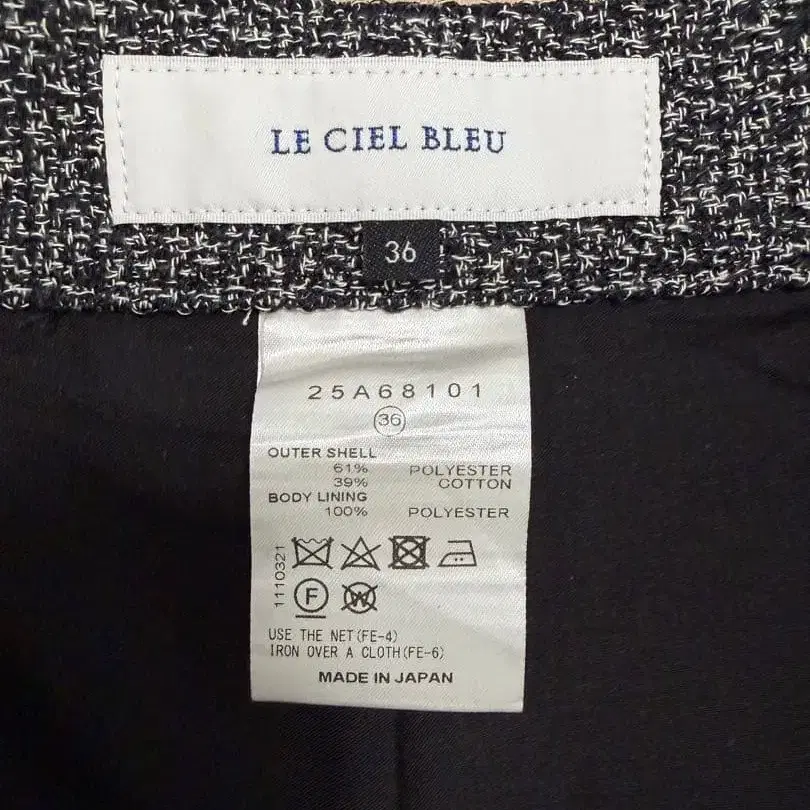 LE CIEL BLEU
36
25A68101
36
OUTER SHELL
61% POLYESTER
39% COTTON
BODY LINING
100% POLYESTER
1110321
F
W
USE THE NET(FE-4)
IRON OVER A CLOTH(FE-6)
MADE IN JAPAN